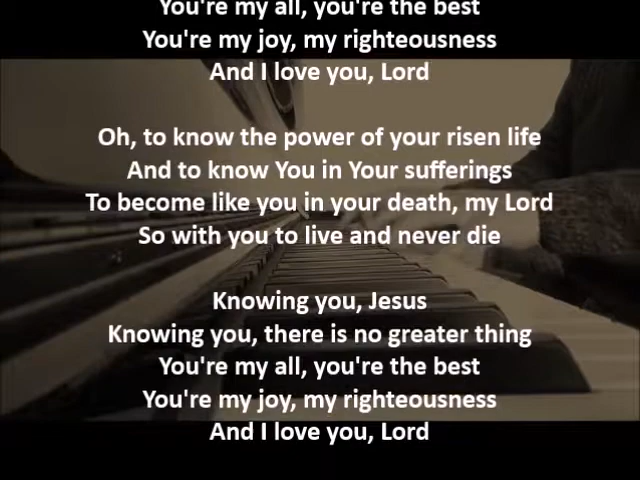 You're my all, you're the best
You're my joy, my righteousness
And I love you, Lord
Oh, to know the power of your risen life
And to know You in Your sufferings
To become like you in your death, my Lord
So with you to live and never die
Knowing you, Jesus
Knowing you, there is no greater thing
You're my all, you're the best
You're my joy, my righteousness
And I love you, Lord